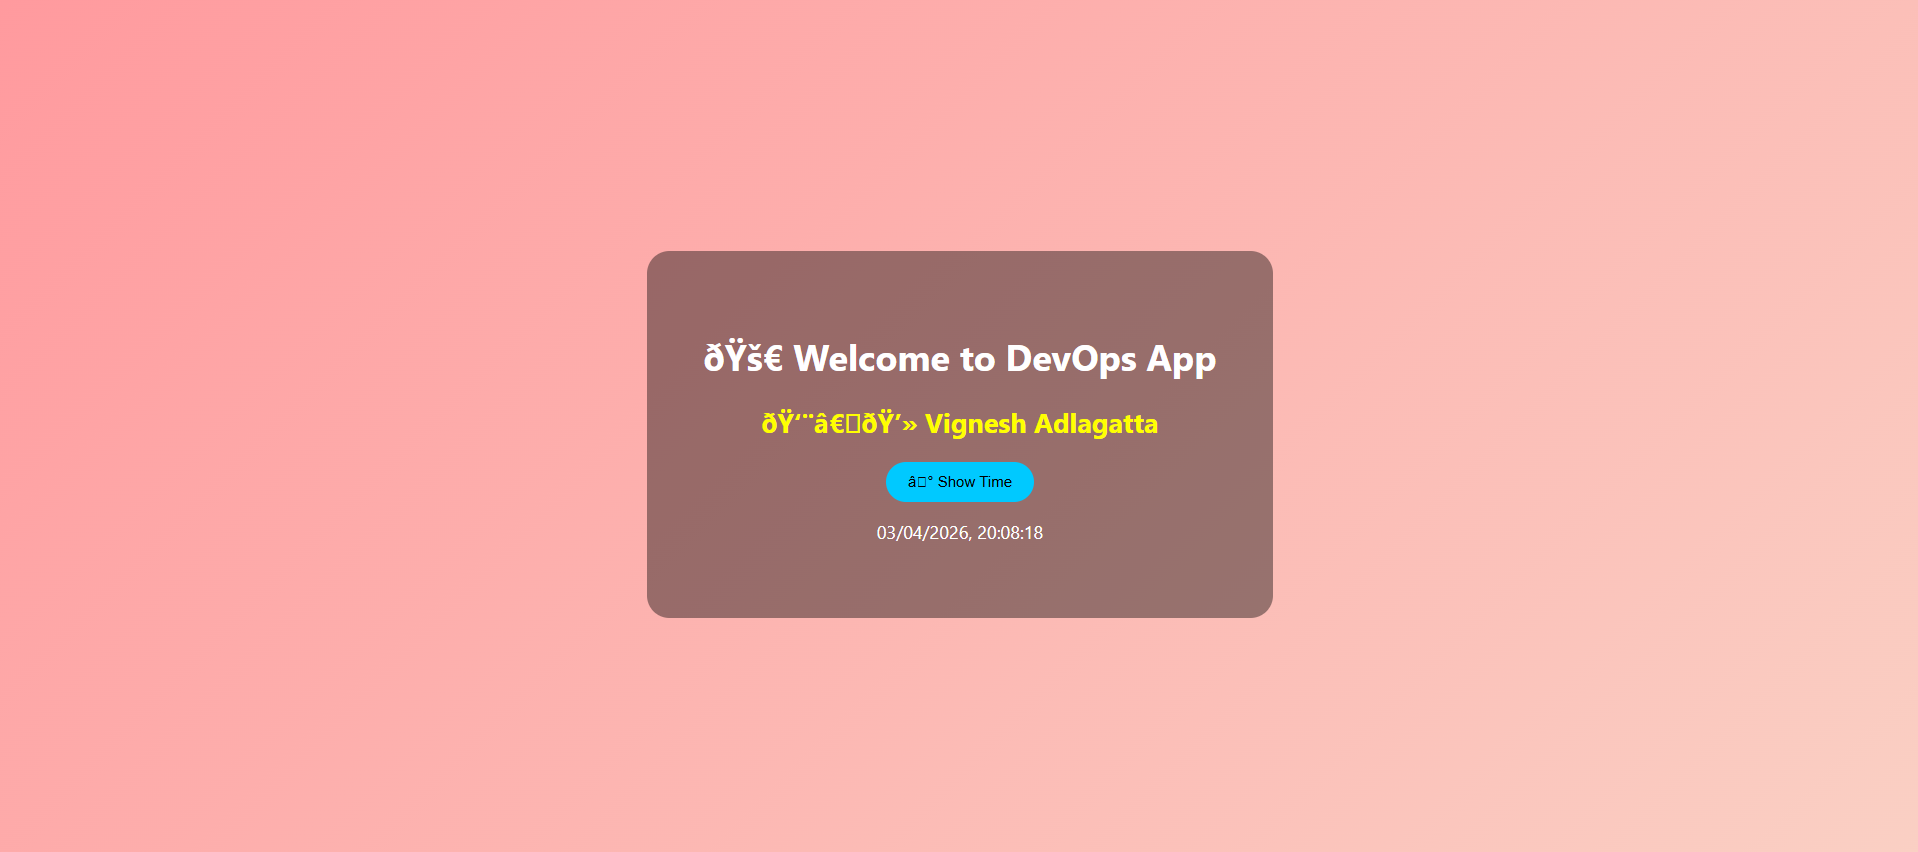 ðŸš€ Welcome to DevOps App
ðŸ‘¨â€□ðŸ’» Vignesh Adlagatta
â□° Show Time
03/04/2026, 20:08:18